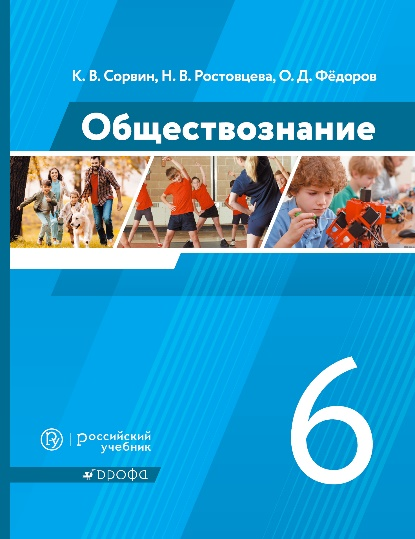 К. В. Сорвин, Н. В. Ростовцева, О. Д. Фёдоров
Обществознание
6
российский
учебник
дрофа